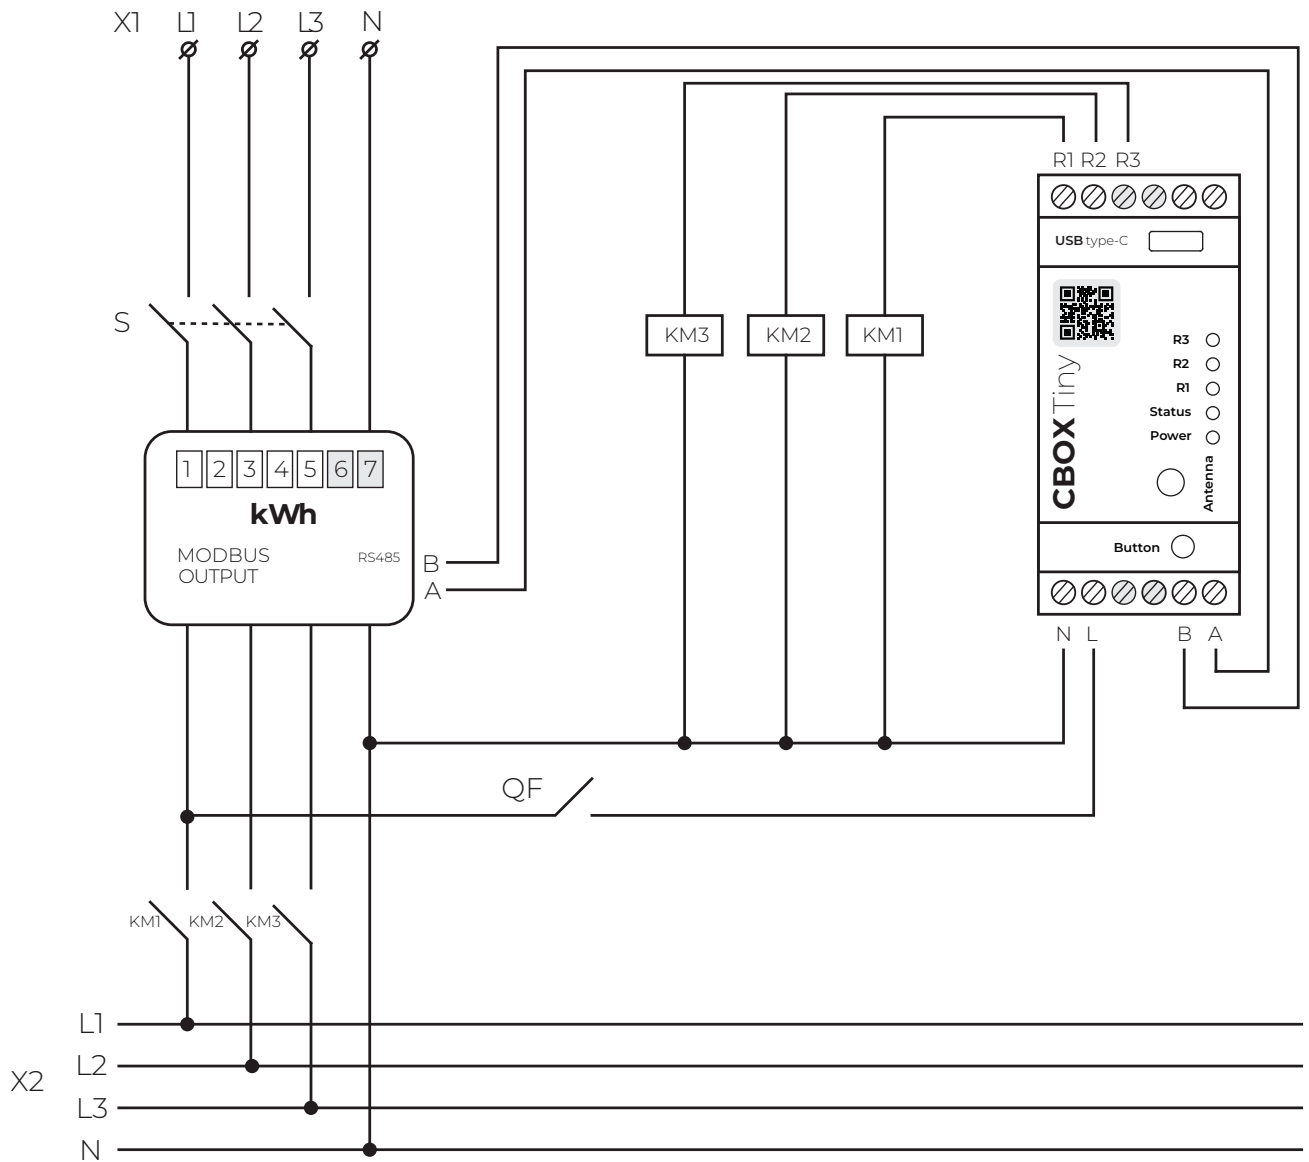 X1 L1 L2 L3 N
R1 R2 R3
USB type-C
S
KM3 KM2 KM1
R3
R2
R1
Status
Power
CBOX Tiny
Antenna
1 2 3 4 5 6 7
kWh
MODBUS
OUTPUT
RS485
B
A
Button
N L B A
QF
KM1 KM2 KM3
L1
L2
X2
L3
N